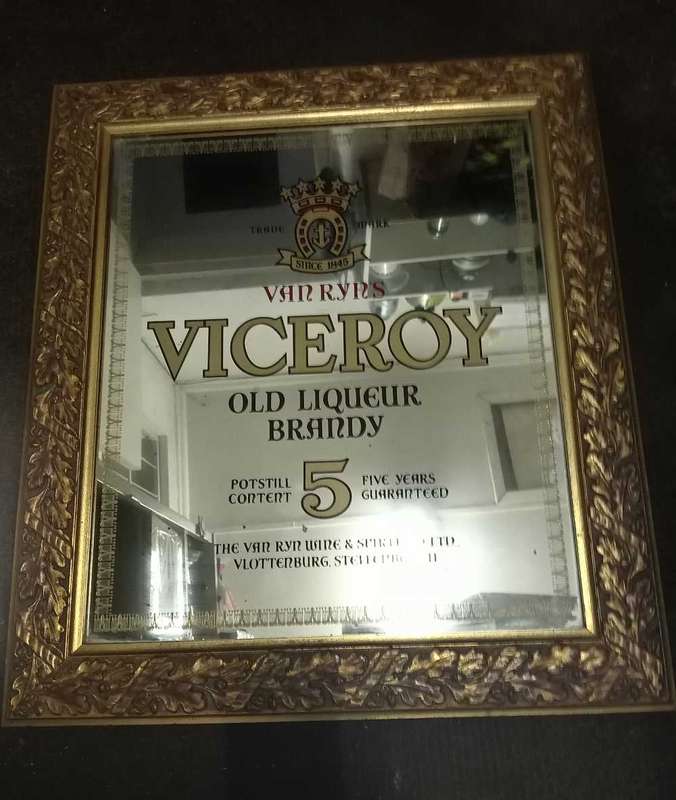 TRADE MARK
SINCE 1845
VAN RYN'S
VICEROY
OLD LIQUEUR
BRANDY
POTSTILL 5 FIVE YEARS
CONTENT GUARANTEED
THE VAN RYN WINE & LTD.
VLOTTENBURG,